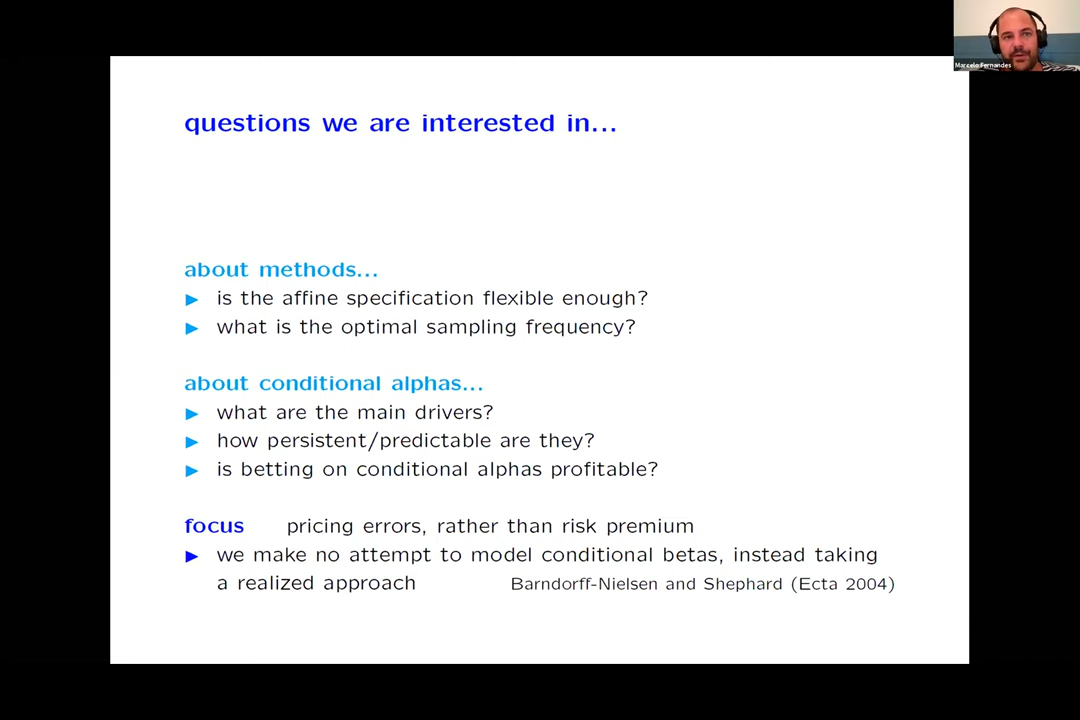 Marcelo Fernandes
questions we are interested in...
about methods...
▶ is the affine specification flexible enough?
▶ what is the optimal sampling frequency?
about conditional alphas...
▶ what are the main drivers?
▶ how persistent/predictable are they?
▶ is betting on conditional alphas profitable?
focus pricing errors, rather than risk premium
▶ we make no attempt to model conditional betas, instead taking
a realized approach Barndorff-Nielsen and Shephard (Ecta 2004)